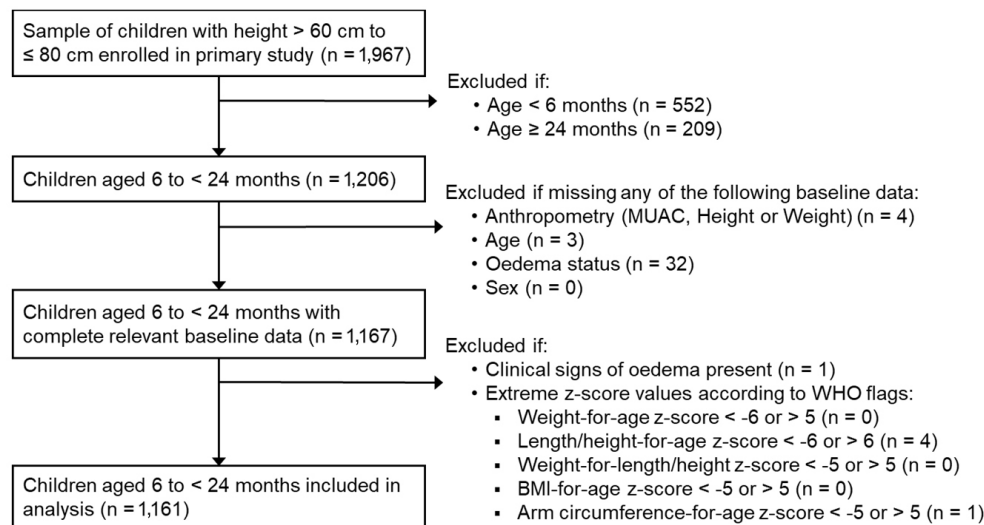 Sample of children with height > 60 cm to
≤ 80 cm enrolled in primary study (n = 1,967)
Excluded if:
• Age < 6 months (n = 552)
• Age ≥ 24 months (n = 209)
Children aged 6 to < 24 months (n = 1,206)
Excluded if missing any of the following baseline data:
• Anthropometry (MUAC, Height or Weight) (n = 4)
• Age (n = 3)
• Oedema status (n = 32)
• Sex (n = 0)
Children aged 6 to < 24 months with
complete relevant baseline data (n = 1,167)
Excluded if:
• Clinical signs of oedema present (n = 1)
• Extreme z-score values according to WHO flags:
▪ Weight-for-age z-score < -6 or > 5 (n = 0)
▪ Length/height-for-age z-score < -6 or > 6 (n = 4)
▪ Weight-for-length/height z-score < -5 or > 5 (n = 0)
▪ BMI-for-age z-score < -5 or > 5 (n = 0)
▪ Arm circumference-for-age z-score < -5 or > 5 (n = 1)
Children aged 6 to < 24 months included in
analysis (n = 1,161)